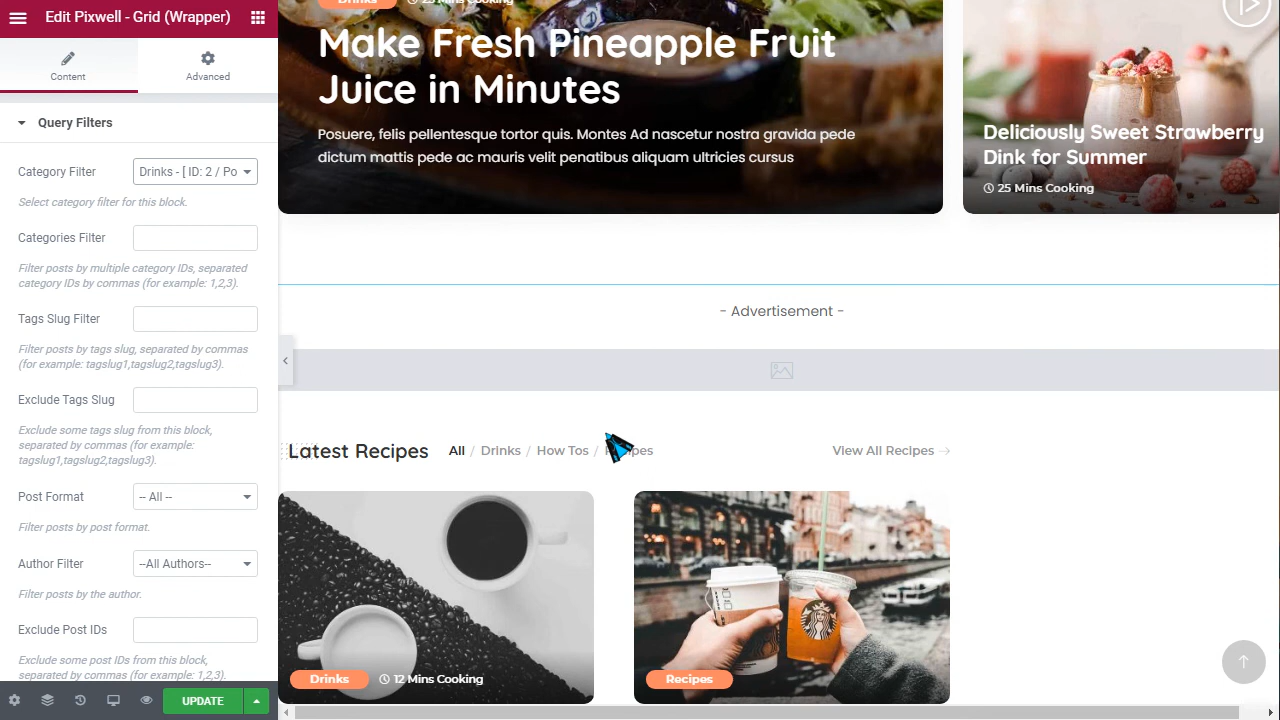 Edit Pixwell - Grid (Wrapper)
Content
Advanced
Query Filters
Category Filter
Drinks - [ ID: 2 / Po
Select category filter for this block.
Categories Filter
Filter posts by multiple category IDs, separated
category IDs by commas (for example: 1,2,3).
Tags Slug Filter
Filter posts by tags slug, separated by commas
(for example: tagslug1,tagslug2,tagslug3).
Exclude Tags Slug
Exclude some tags slug from this block,
separated by commas (for example:
tagslug1,tagslug2,tagslug3).
Post Format
-- All --
Filter posts by post format.
Author Filter
--All Authors--
Filter posts by the author.
Exclude Post IDs
Exclude some post IDs from this block,
separated by commas (for example: 1,2,3).
UPDATE
Drinks
25 Mins Cooking
Make Fresh Pineapple Fruit
Juice in Minutes
Posuere, felis pellentesque tortor quis. Montes Ad nascetur nostra gravida pede
dictum mattis pede ac mauris velit penatibus aliquam ultricies cursus
Deliciously Sweet Strawberry
Dink for Summer
25 Mins Cooking
- Advertisement -
Latest Recipes
All / Drinks / How Tos / Recipes
View All Recipes
Drinks
12 Mins Cooking
Recipes